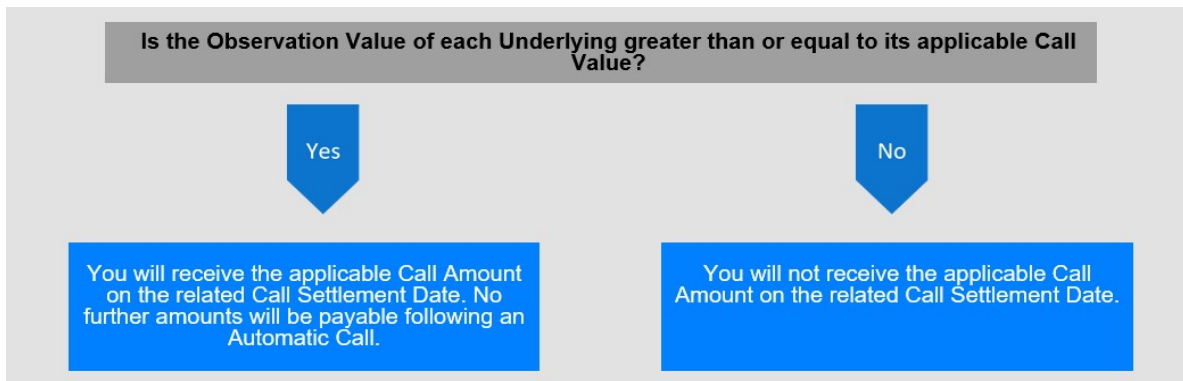 Is the Observation Value of each Underlying greater than or equal to its applicable Call
Value?
Yes
No
You will receive the applicable Call Amount
on the related Call Settlement Date. No
further amounts will be payable following an
Automatic Call.
You will not receive the applicable Call
Amount on the related Call Settlement Date.